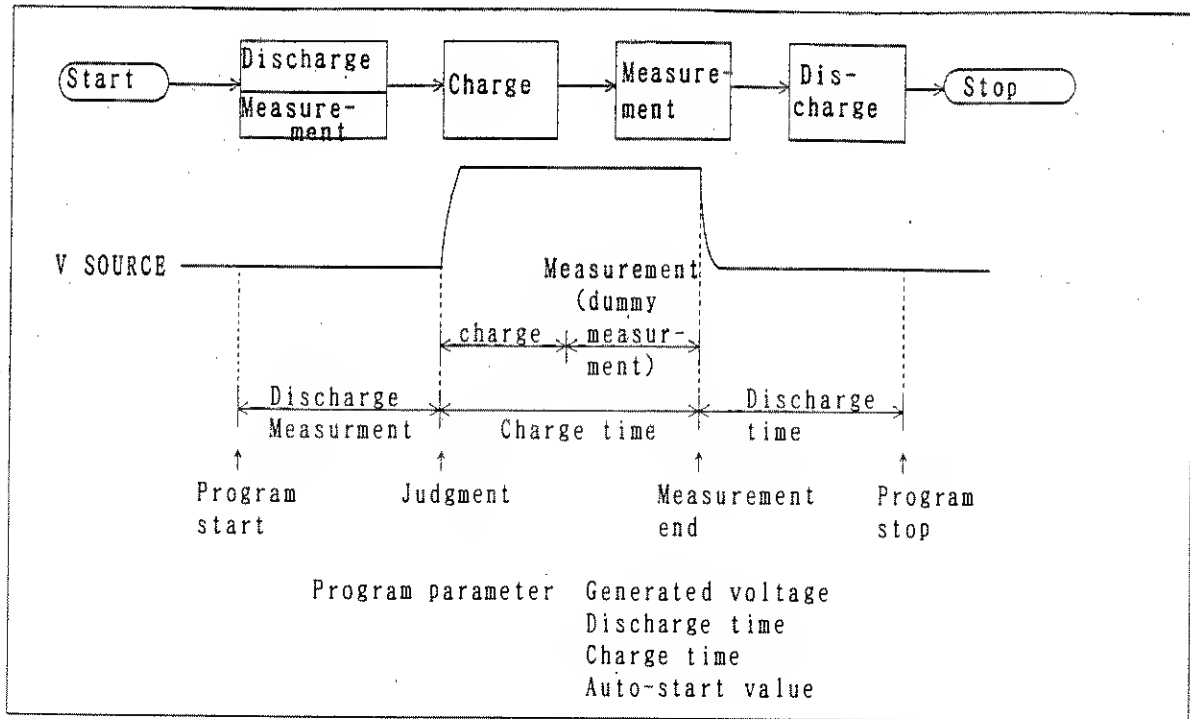 Start
Discharge
Measure-
ment
Charge
Measure-
ment
Dis-
charge
Stop
V SOURCE
Measurement
(dummy
measur-
ment)
charge
Discharge
Measurment
Charge time
Discharge
time
Program
start
Judgment
Measurement
end
Program
stop
Program parameter Generated voltage
Discharge time
Charge time
Auto-start value